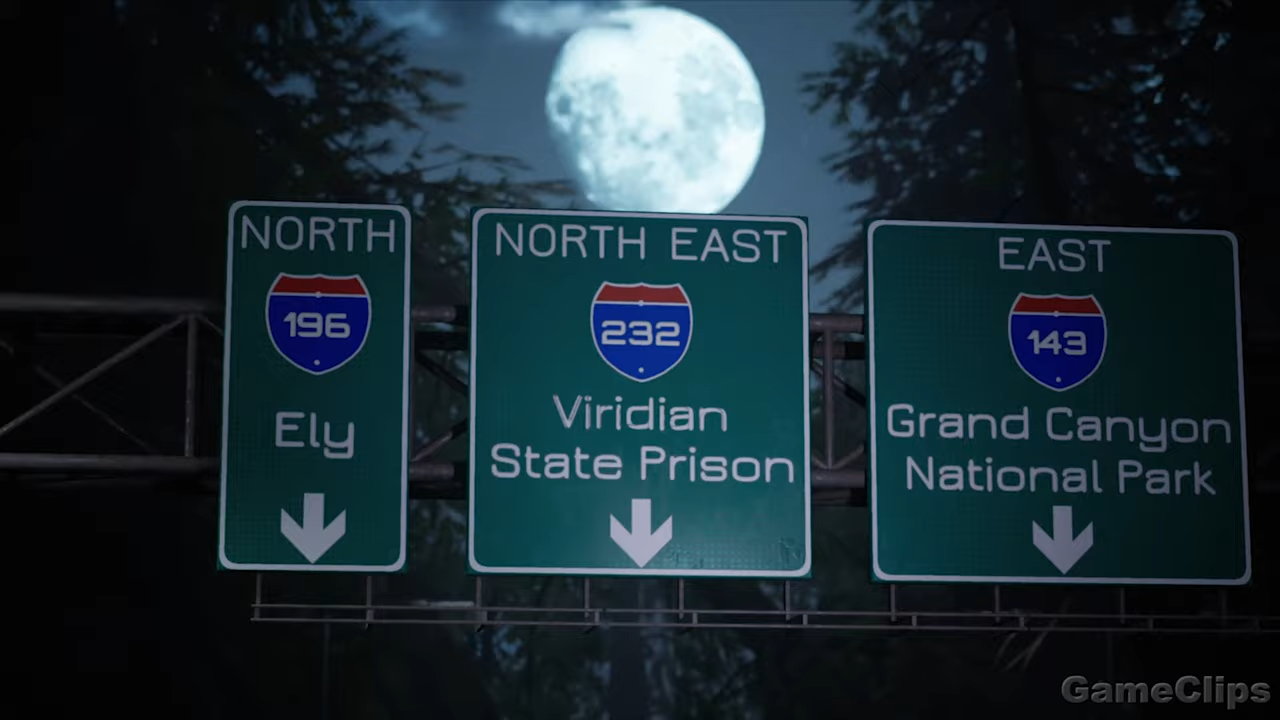 NORTH
196
Ely
NORTH EAST
232
Viridian
State Prison
EAST
143
Grand Canyon
National Park
GameClips